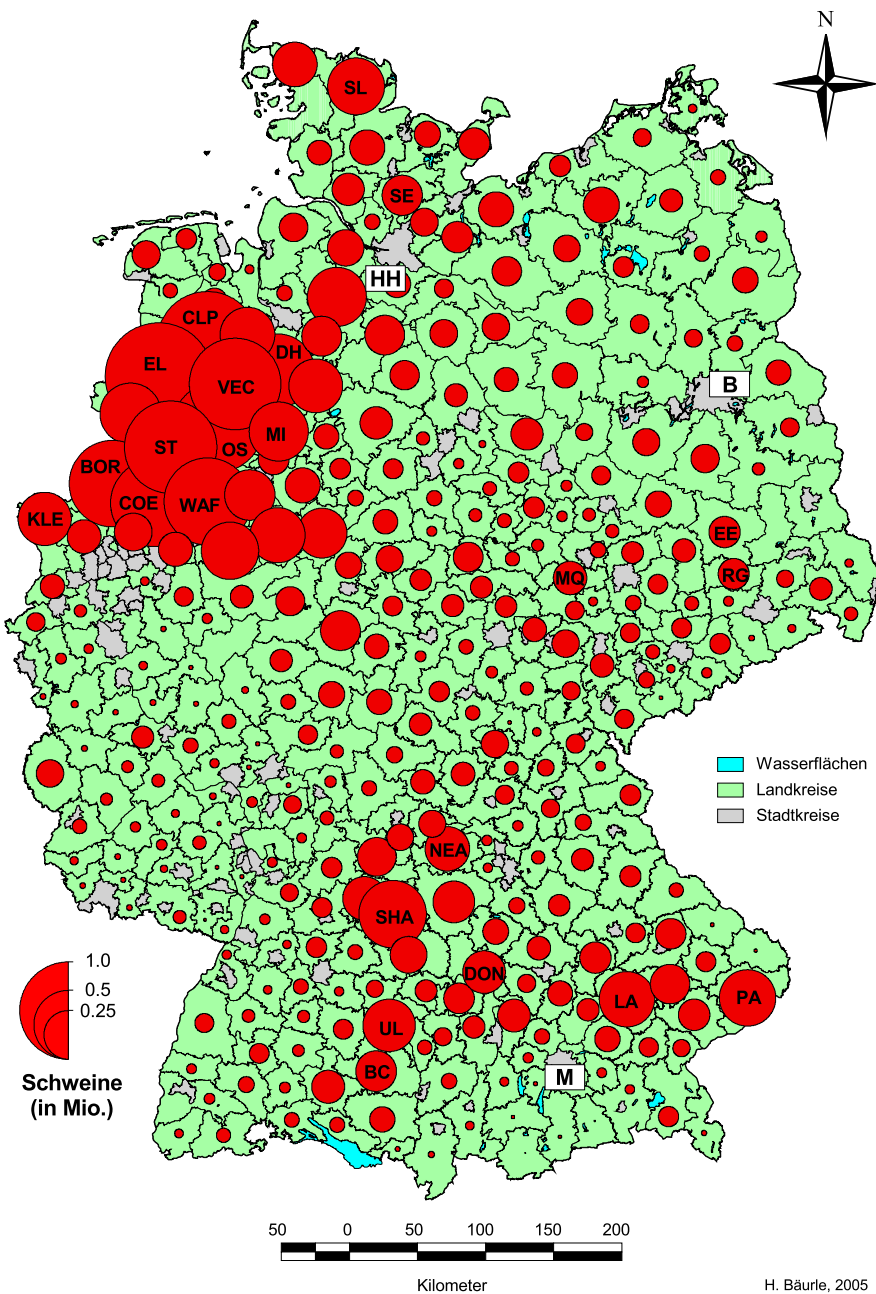 N
SL
SE
HH
CLP
DH
EL
VEC
B
MI
ST
OS
BOR
COE
WAF
KLE
EE
MQ
RG
Wasserflächen
Landkreise
Stadtkreise
NEA
SHA
1.0
0.5
0.25
DON
LA
PA
UL
BC
M
Schweine
(in Mio.)
50 0 50 100 150 200
Kilometer
H. Bäurle, 2005